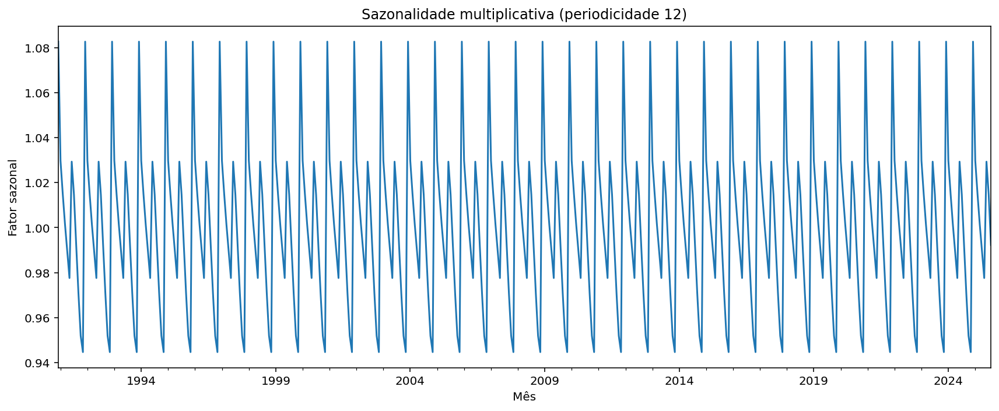 Sazonalidade multiplicativa (periodicidade 12)
Fator sazonal
1.08
1.06
1.04
1.02
1.00
0.98
0.96
0.94
1994 1999 2004 2009 2014 2019 2024
Mês